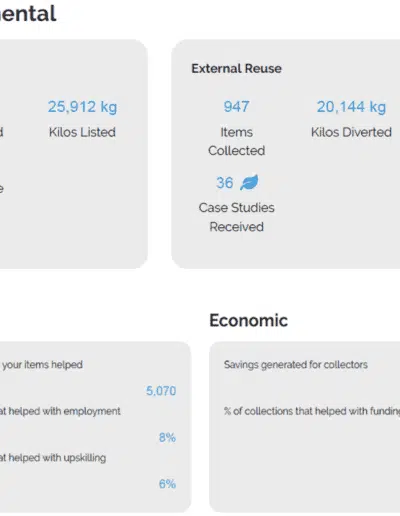 nental
External Reuse
25,912 kg
Kilos Listed
d
e
947
Items
Collected
20,144 kg
Kilos Diverted
36
Case Studies
Received
your items helped
5,070
at helped with employment
8%
at helped with upskilling
6%
Economic
Savings generated for collectors
% of collections that helped with funding